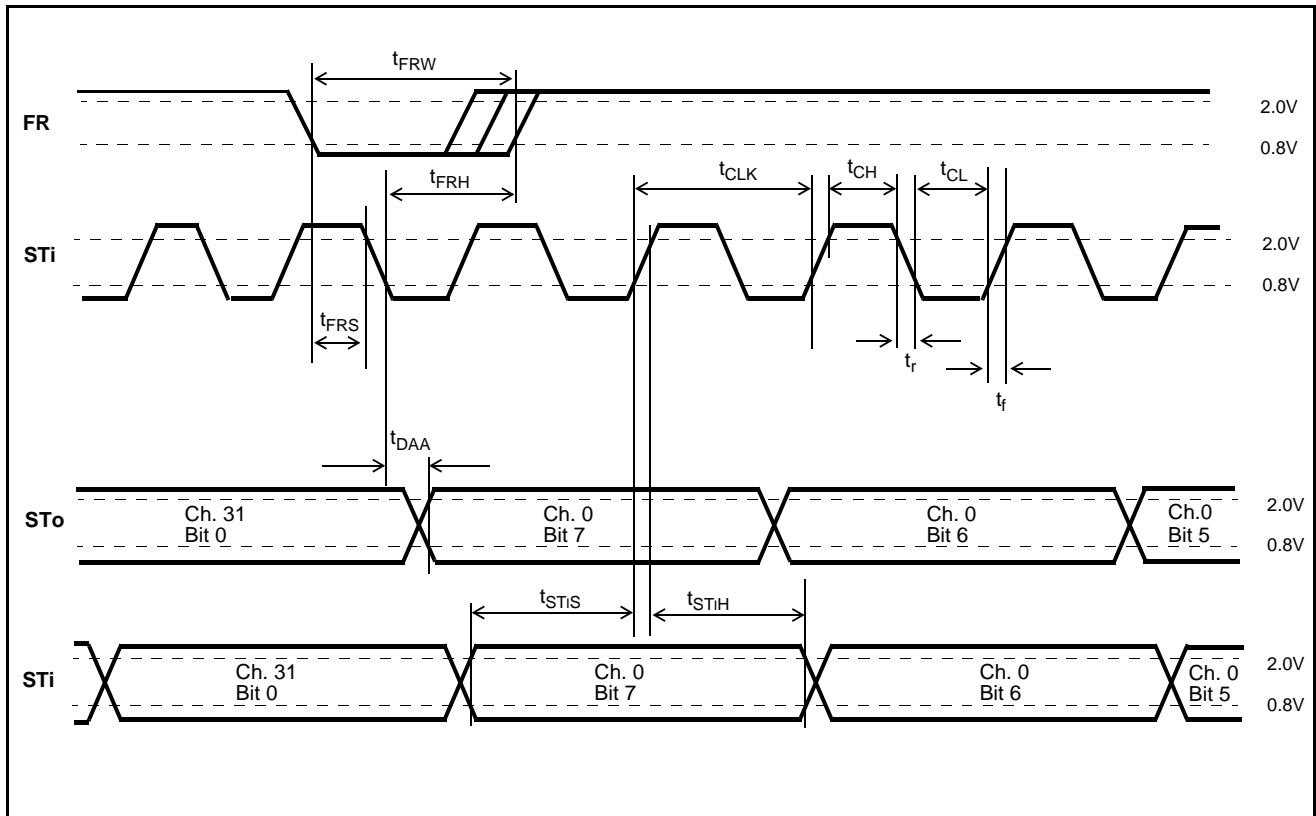 tFRW
FR
2.0V
0.8V
tFRH
tCLK
tCH
tCL
STi
2.0V
0.8V
tFRS
tr
tf
tDAA
STo
Ch. 31
Bit 0
Ch. 0
Bit 7
Ch. 0
Bit 6
Ch.0
Bit 5
2.0V
0.8V
tSTiS
tSTiH
STi
Ch. 31
Bit 0
Ch. 0
Bit 7
Ch. 0
Bit 6
Ch. 0
Bit 5
2.0V
0.8V